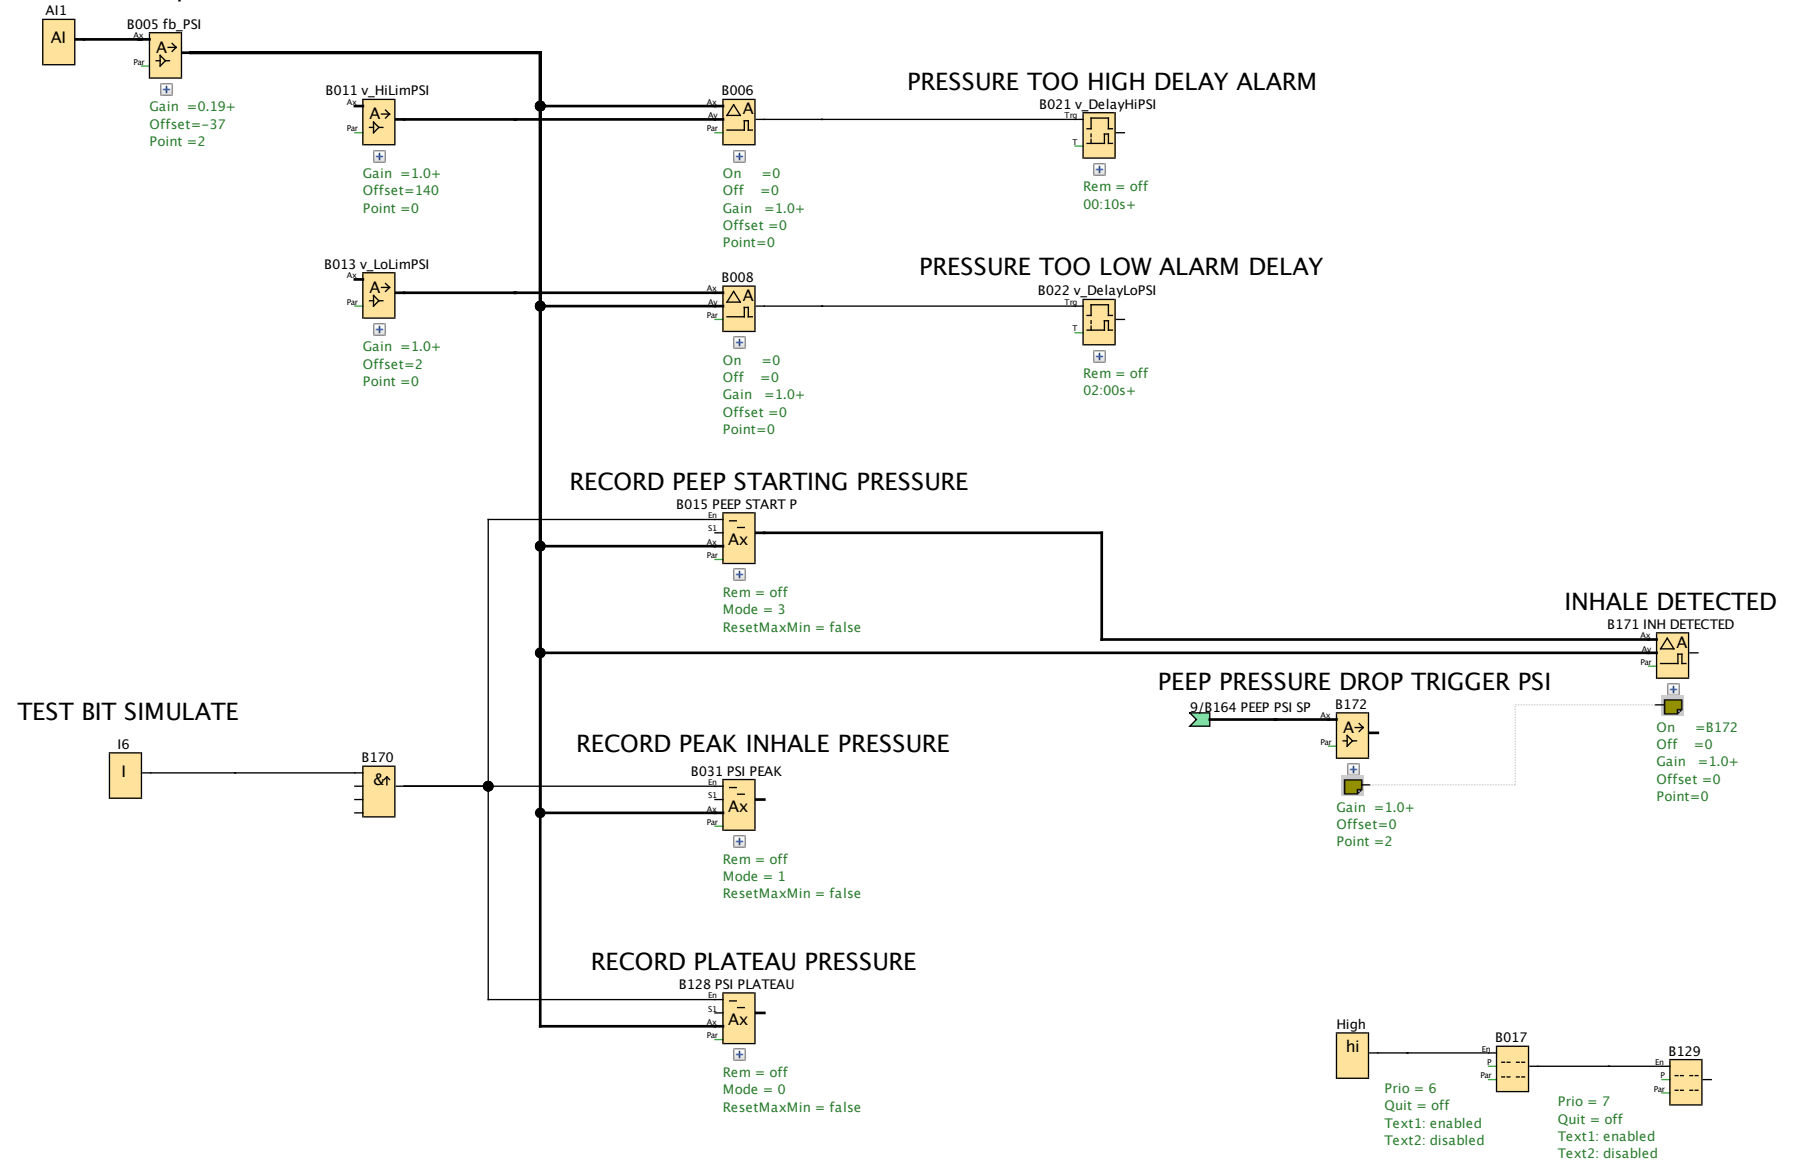 AI1
AI
B005 fb_PSI
Ax
A→
Par
Gain =0.19+
Offset=-37
Point =2
B011 v_HiLimPSI
Ax
A→
Par
Gain =1.0+
Offset=140
Point =0
B006
Ax
Ay
Par
ΔA
On =0
Off =0
Gain =1.0+
Offset =0
Point=0
PRESSURE TOO HIGH DELAY ALARM
B021 v_DelayHiPSI
Trg
T
Rem = off
00:10s+
B013 v_LoLimPSI
Ax
A→
Par
Gain =1.0+
Offset=2
Point =0
B008
Ax
Ay
Par
ΔA
On =0
Off =0
Gain =1.0+
Offset =0
Point=0
PRESSURE TOO LOW ALARM DELAY
B022 v_DelayLoPSI
Trg
T
Rem = off
02:00s+
RECORD PEEP STARTING PRESSURE
B015 PEEP START P
En
S1
Ax
Par
Ax
Rem = off
Mode = 3
ResetMaxMin = false
INHALE DETECTED
B171 INH DETECTED
Ax
Ay
Par
ΔA
On =B172
Off =0
Gain =1.0+
Offset =0
Point=0
PEEP PRESSURE DROP TRIGGER PSI
9/B164 PEEP PSI SP
B172
Ax
A→
Par
Gain =1.0+
Offset=0
Point =2
TEST BIT SIMULATE
I6
I
B170
&↑
RECORD PEAK INHALE PRESSURE
B031 PSI PEAK
En
S1
Ax
Par
Ax
Rem = off
Mode = 1
ResetMaxMin = false
RECORD PLATEAU PRESSURE
B128 PSI PLATEAU
En
S1
Ax
Par
Ax
Rem = off
Mode = 0
ResetMaxMin = false
High
hi
B017
En
P
Par
Prio = 6
Quit = off
Text1: enabled
Text2: disabled
B129
En
P
Par
Prio = 7
Quit = off
Text1: enabled
Text2: disabled